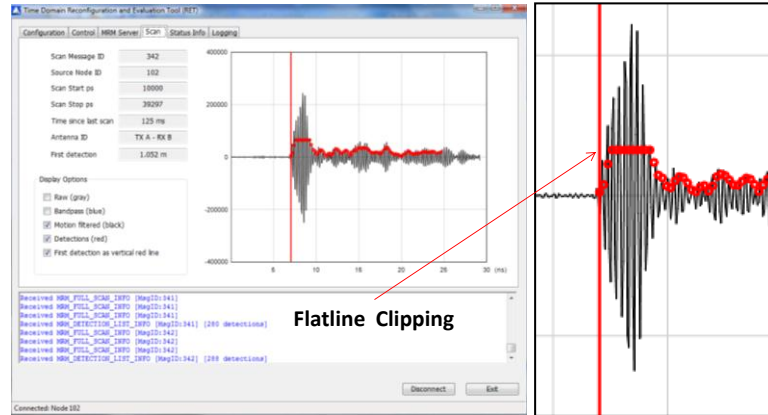 Time Domain Reconfiguration and Evaluation Tool (RET)
Configuration Control MRM Server Scan Status Info Logging
Scan Message ID 342
Source Node ID 102
Scan Start ps 10000
Scan Stop ps 39297
Time since last scan 125 ms
Antenna ID TX A - RX B
First detection 1.052 m
Display Options
Raw (gray)
Bandpass (blue)
Motion filtered (black)
Detections (red)
First detection as vertical red line
400000
200000
0
-200000
-400000
5 10 15 20 25 30 (ns)
Received MRM_FULL_SCAN_INFO [MsgID:341]
Received MRM_FULL_SCAN_INFO [MsgID:341]
Received MRM_FULL_SCAN_INFO [MsgID:341]
Received MRM_DETECTION_LIST_INFO [MsgID:341] [280 detections]
Received MRM_FULL_SCAN_INFO [MsgID:342]
Received MRM_FULL_SCAN_INFO [MsgID:342]
Received MRM_FULL_SCAN_INFO [MsgID:342]
Received MRM_DETECTION_LIST_INFO [MsgID:342] [288 detections]
Flatline Clipping
Disconnect Exit
Connected: Node 102